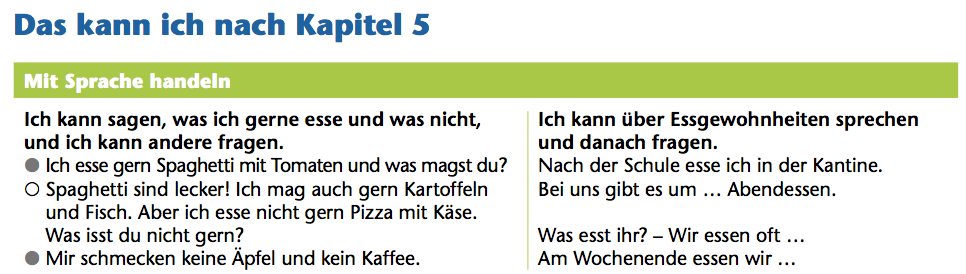 Das kann ich nach Kapitel 5
Mit Sprache handeln
Ich kann sagen, was ich gerne esse und was nicht,
und ich kann andere fragen.
● Ich esse gern Spaghetti mit Tomaten und was magst du?
○ Spaghetti sind lecker! Ich mag auch gern Kartoffeln
und Fisch. Aber ich esse nicht gern Pizza mit Käse.
Was isst du nicht gern?
● Mir schmecken keine Äpfel und kein Kaffee.
Ich kann über Essgewohnheiten sprechen
und danach fragen.
Nach der Schule esse ich in der Kantine.
Bei uns gibt es um … Abendessen.
Was esst ihr? – Wir essen oft …
Am Wochenende essen wir …